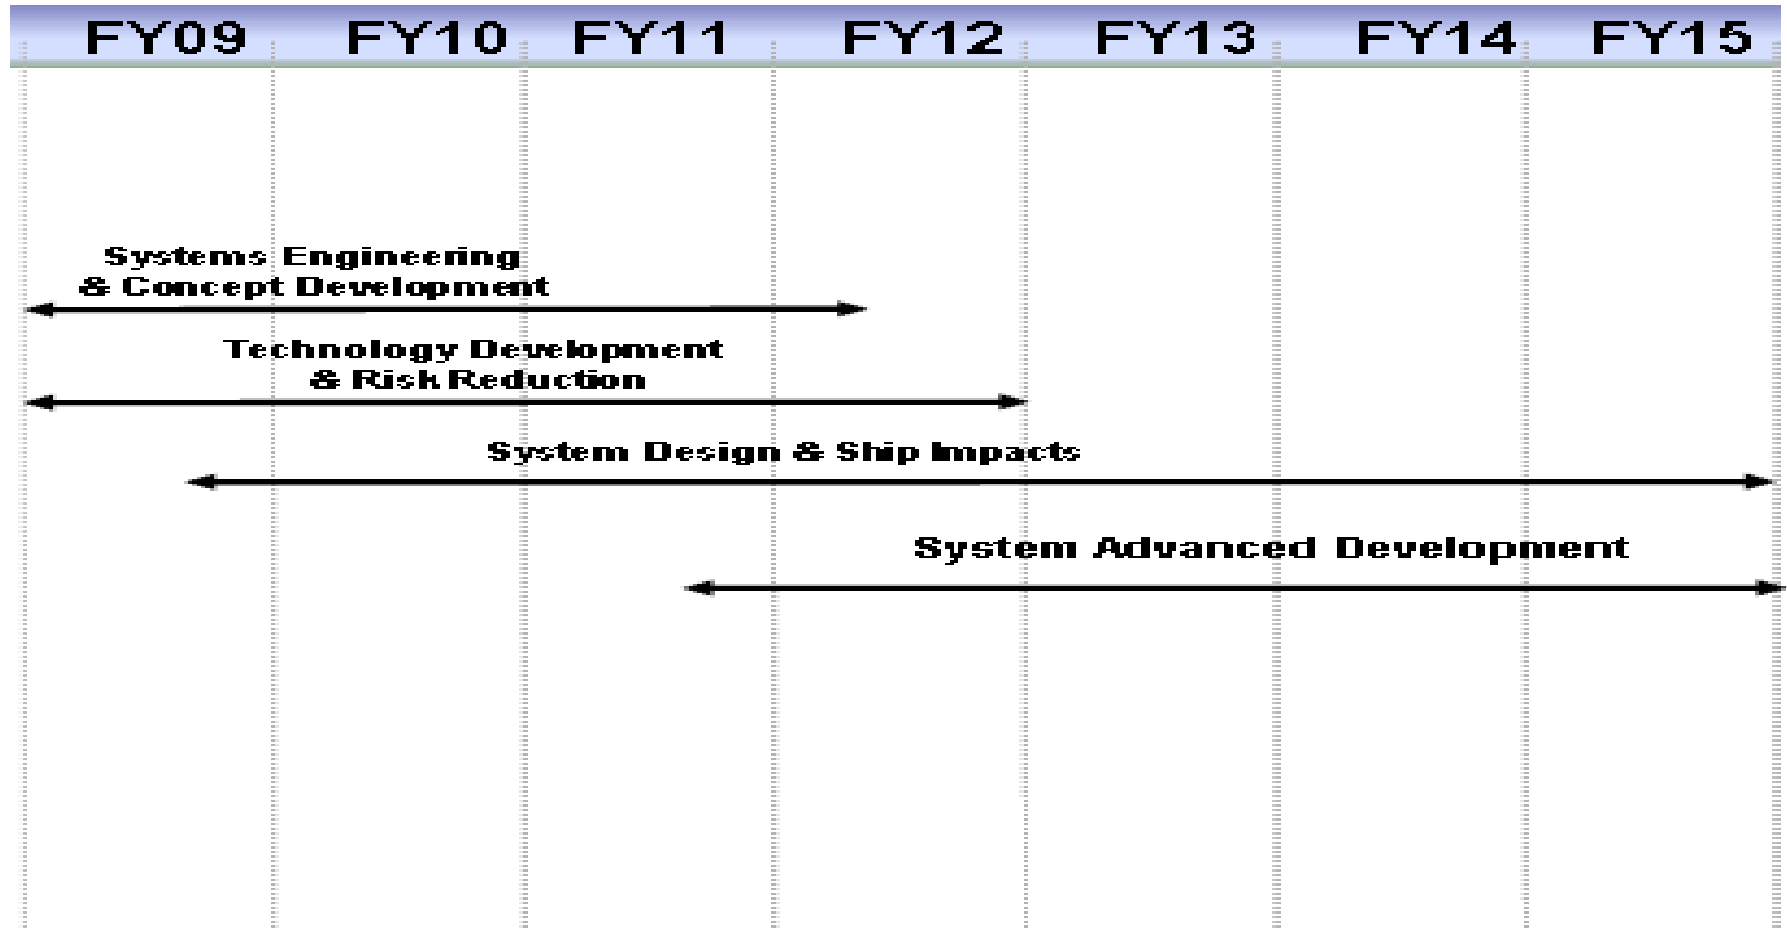 FY09 FY10 FY11 FY12 FY13 FY14 FY15
Systems Engineering
& Concept Development
Technology Development
& Risk Reduction
System Design & Ship Impacts
System Advanced Development